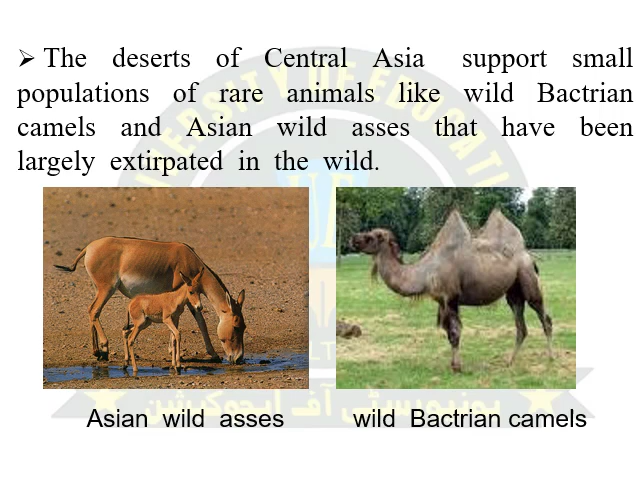 ➢ The deserts of Central Asia support small
populations of rare animals like wild Bactrian
camels and Asian wild asses that have been
largely extirpated in the wild.
Asian wild asses
wild Bactrian camels